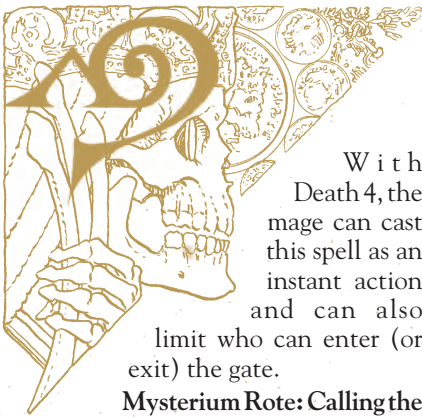 With
Death 4, the
mage can cast
this spell as an
instant action
and can also
limit who can enter (or
exit) the gate.
Mysterium Rote: Calling the